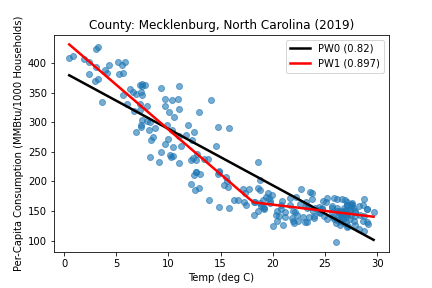 County: Mecklenburg, North Carolina (2019)
Per-Capita Consumption (MMBtu/1000 Households)
400
350
300
250
200
150
100
PW0 (0.82)
PW1 (0.897)
0 5 10 15 20 25 30
Temp (deg C)